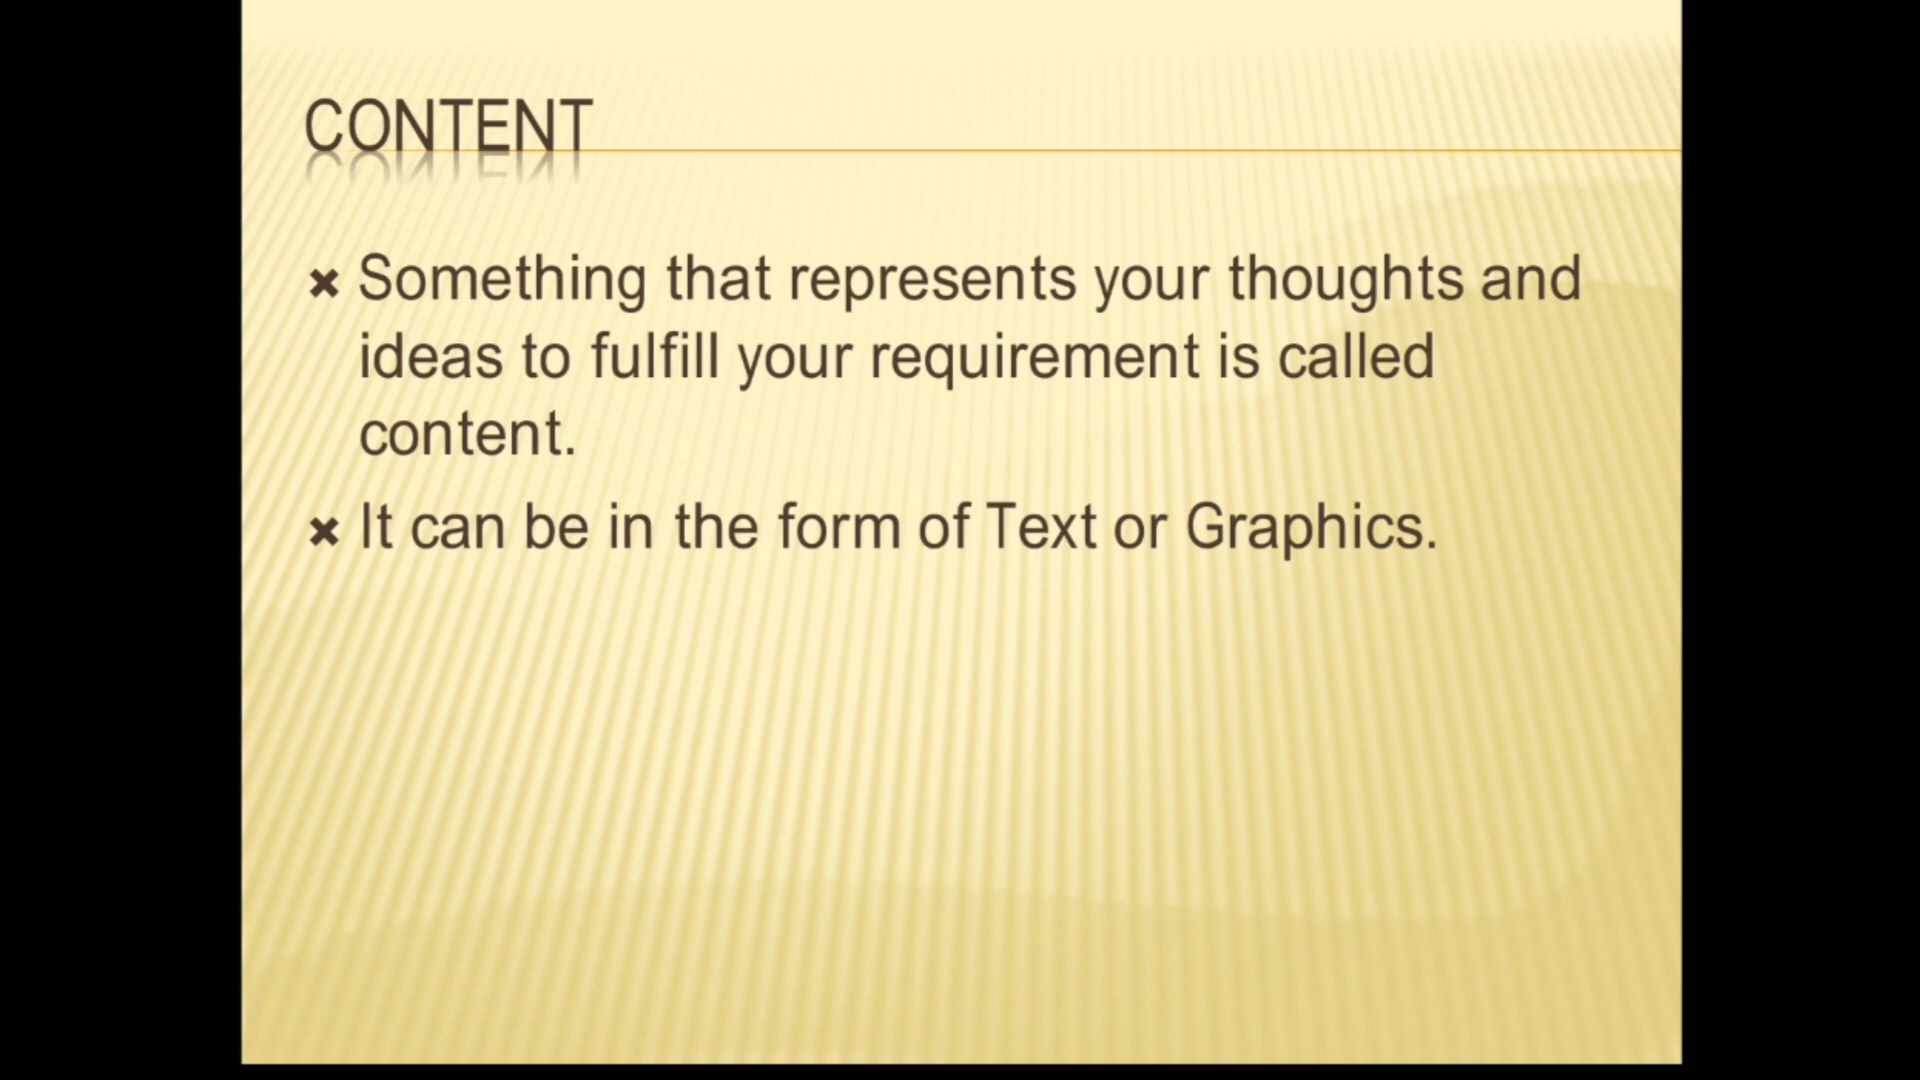 CONTENT
Something that represents your thoughts and
ideas to fulfill your requirement is called
content.
It can be in the form of Text or Graphics.